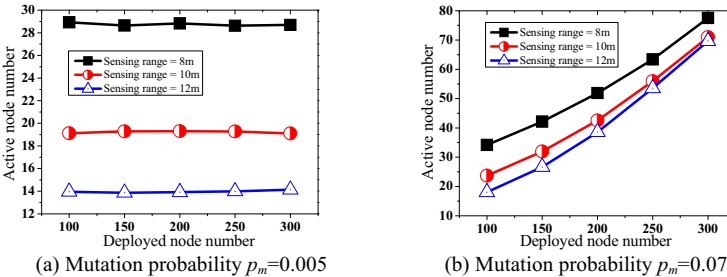 Active node number
30
28
26
24
22
20
18
16
14
12
Sensing range = 8m
Sensing range = 10m
Sensing range = 12m
100 150 200 250 300
Deployed node number
(a) Mutation probability pm=0.005
Active node number
80
70
60
50
40
30
20
10
Sensing range = 8m
Sensing range = 10m
Sensing range = 12m
100 150 200 250 300
Deployed node number
(b) Mutation probability pm=0.07